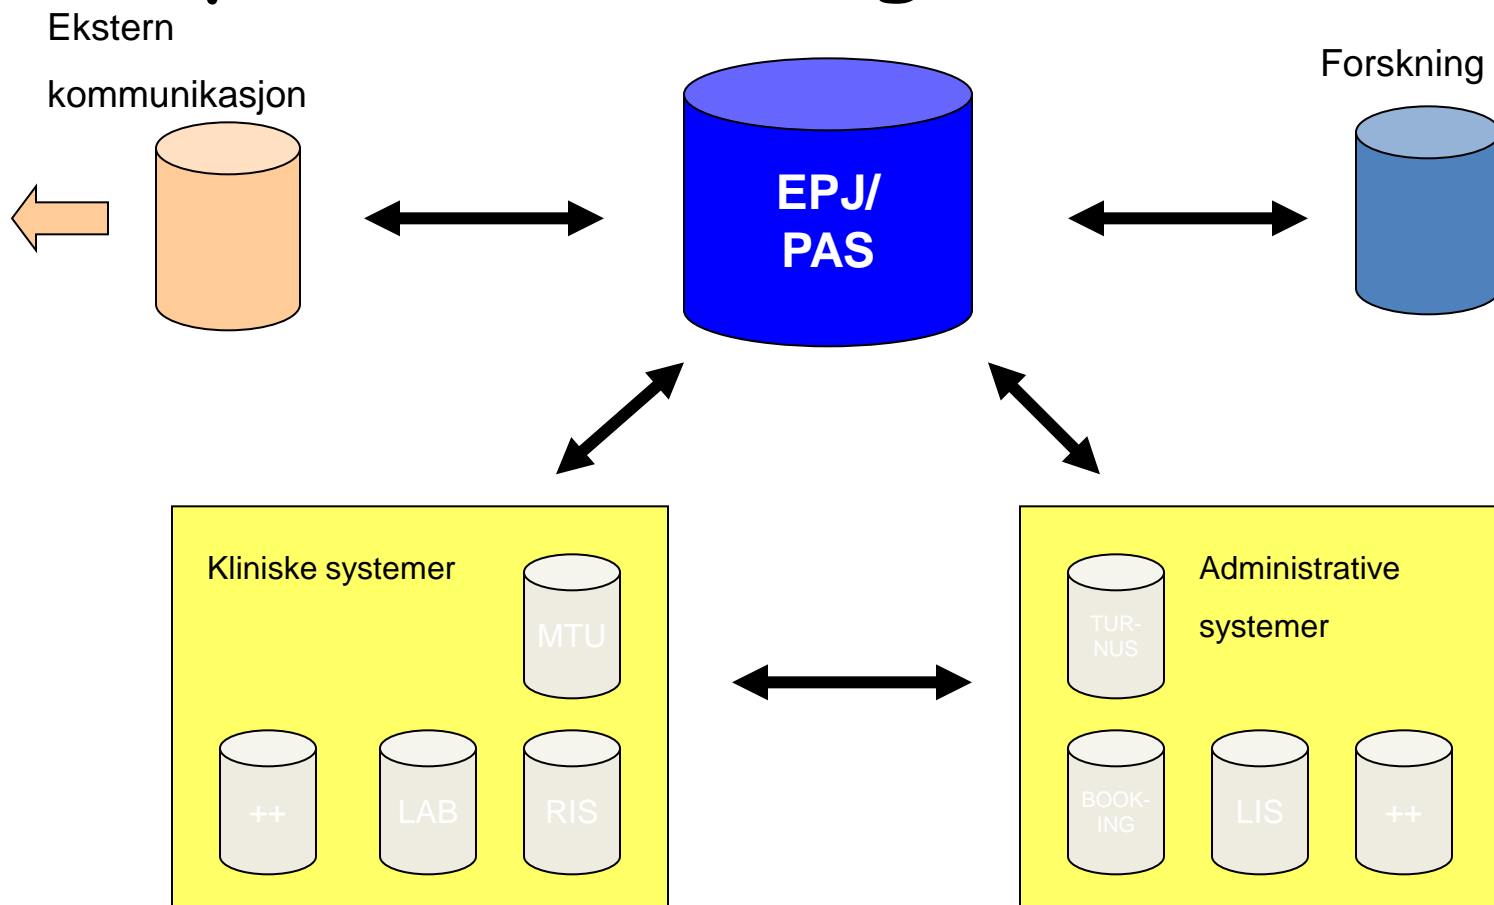 Ekstern
kommunikasjon
Forskning
EPJ/
PAS
Kliniske systemer
MTU
++
LAB
RIS
Administrative
systemer
TUR-
NUS
BOOK-
ING
LIS
++